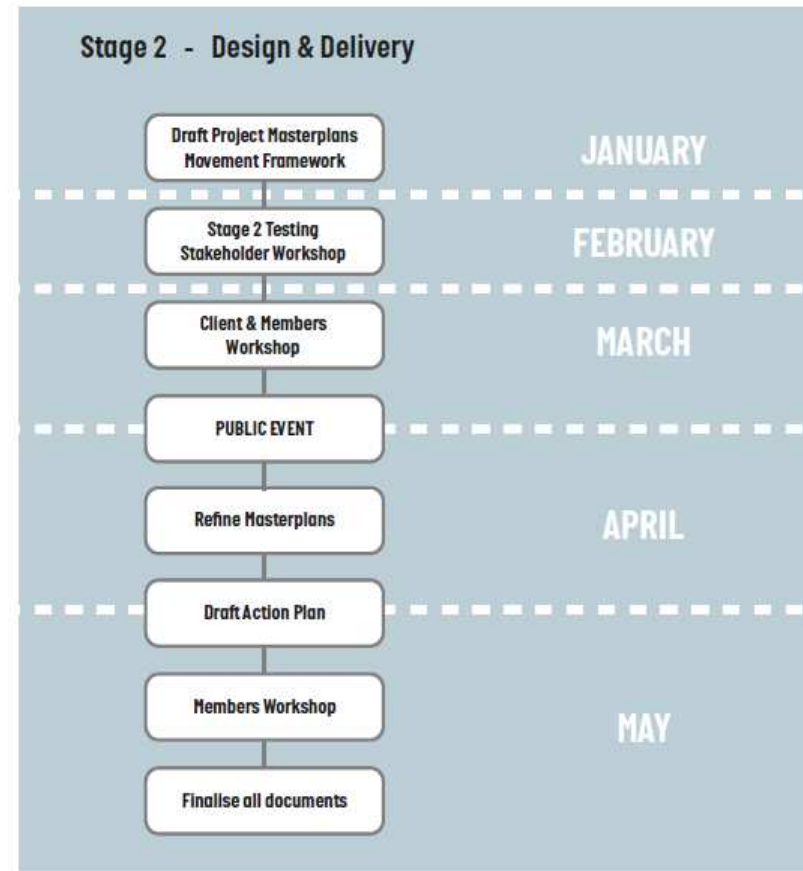 Stage 2 - Design & Delivery
Draft Project Masterplans
Movement Framework
JANUARY
Stage 2 Testing
Stakeholder Workshop
FEBRUARY
Client & Members
Workshop
MARCH
PUBLIC EVENT
Refine Masterplans
APRIL
Draft Action Plan
Members Workshop
MAY
Finalise all documents